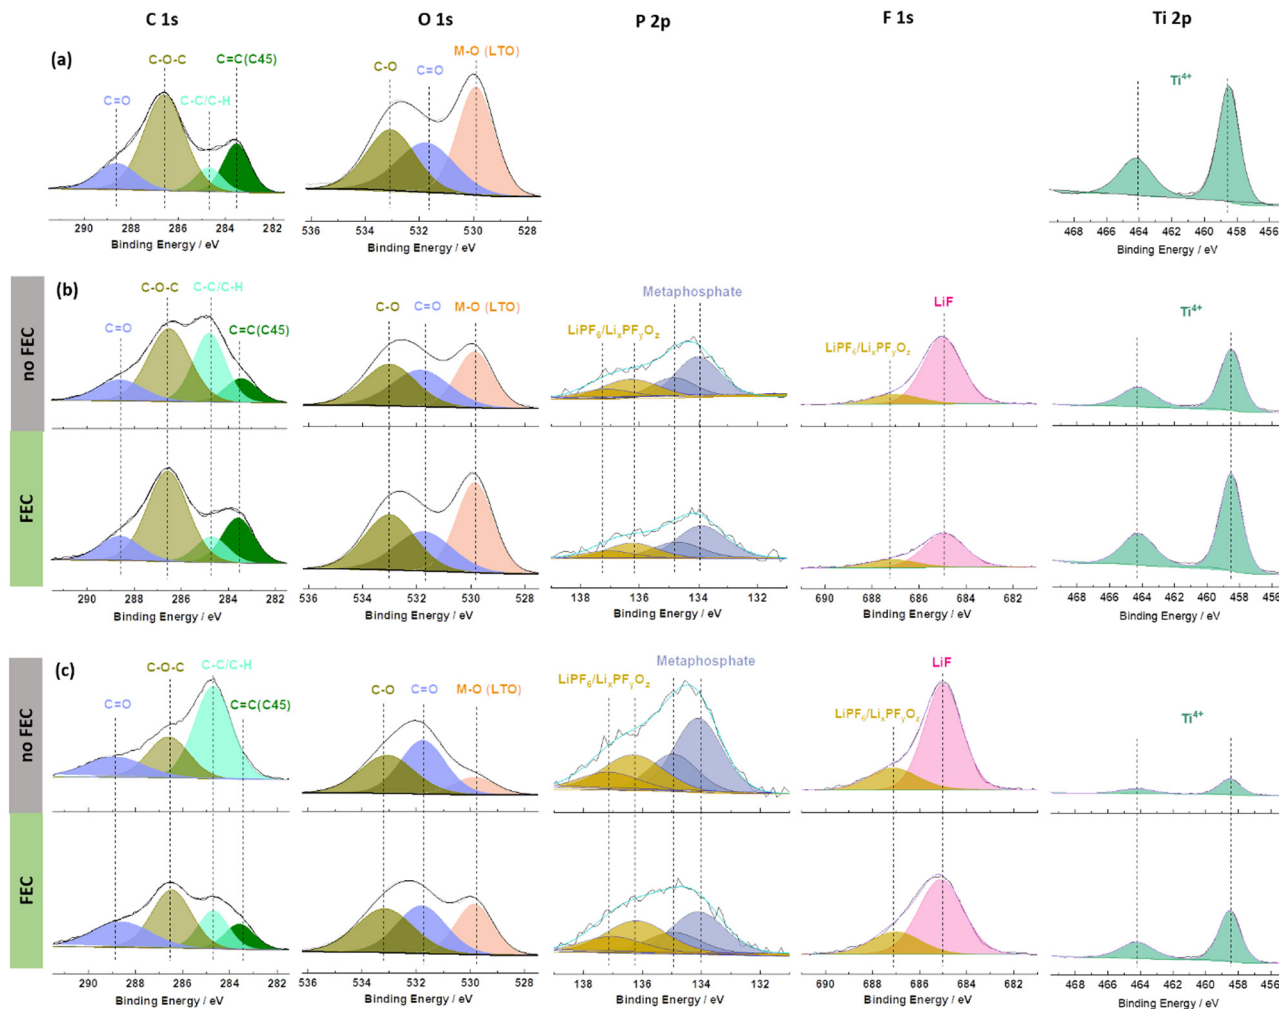 C 1s
O 1s
P 2p
F 1s
Ti 2p
(a)
C=O
C-O-C
C-C/C-H
C=C(C45)
290 288 286 284 282
Binding Energy / eV
C-O
C=O
M-O (LTO)
536 534 532 530 528
Binding Energy / eV
Ti⁴⁺
468 466 464 462 460 458 456
Binding Energy / eV
no FEC
(b)
C=O
C-O-C
C-C/C-H
C=C(C45)
C-O
C=O
M-O (LTO)
Metaphosphate
LiPF₆/LiₓPFᵧO_z
LiPF₆/LiₓPFᵧO_z
LiF
Ti⁴⁺
FEC
290 288 286 284 282
Binding Energy / eV
536 534 532 530 528
Binding Energy / eV
138 136 134 132
Binding Energy / eV
690 688 686 684 682
Binding Energy / eV
468 466 464 462 460 458 456
Binding Energy / eV
no FEC
(c)
C=O
C-O-C
C-C/C-H
C=C(C45)
C-O
C=O
M-O (LTO)
Metaphosphate
LiPF₆/LiₓPFᵧO_z
LiPF₆/LiₓPFᵧO_z
LiF
Ti⁴⁺
FEC
290 288 286 284 282
Binding Energy / eV
536 534 532 530 528
Binding Energy / eV
138 136 134 132
Binding Energy / eV
690 688 686 684 682
Binding Energy / eV
468 466 464 462 460 458 456
Binding Energy / eV